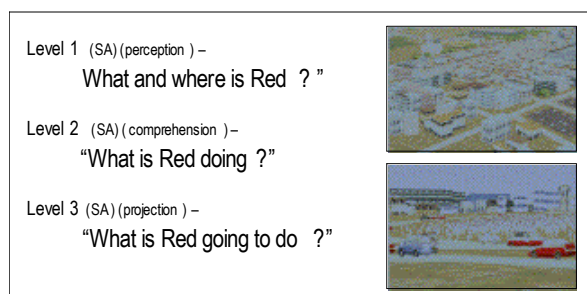 Level 1 (SA) (perception ) –
What and where is Red ? ”
Level 2 (SA) ( comprehension ) –
“What is Red doing ?”
Level 3 (SA) (projection ) –
“What is Red going to do ?”